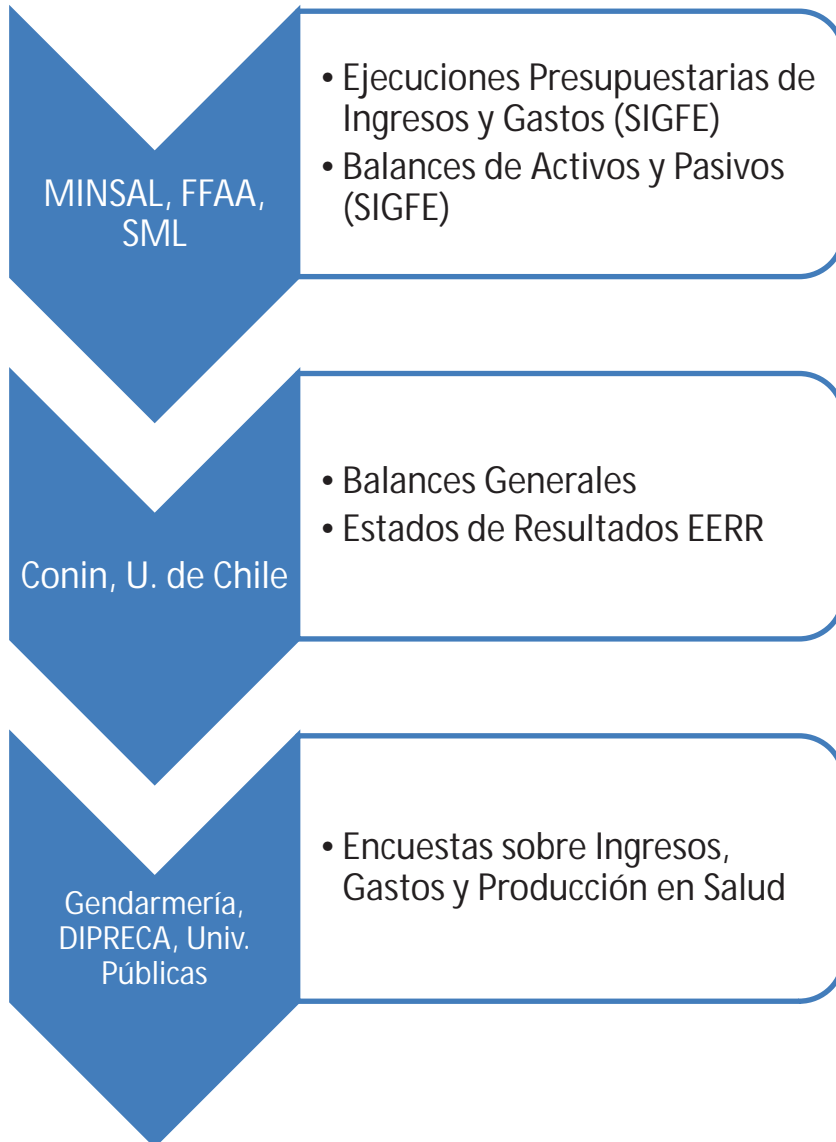 MINSAL, FFAA,
SML
• Ejecuciones Presupuestarias de
Ingresos y Gastos (SIGFE)
• Balances de Activos y Pasivos
(SIGFE)
Conin, U. de Chile
• Balances Generales
• Estados de Resultados EERR
Gendarmería,
DIPRECA, Univ.
Públicas
• Encuestas sobre Ingresos,
Gastos y Producción en Salud